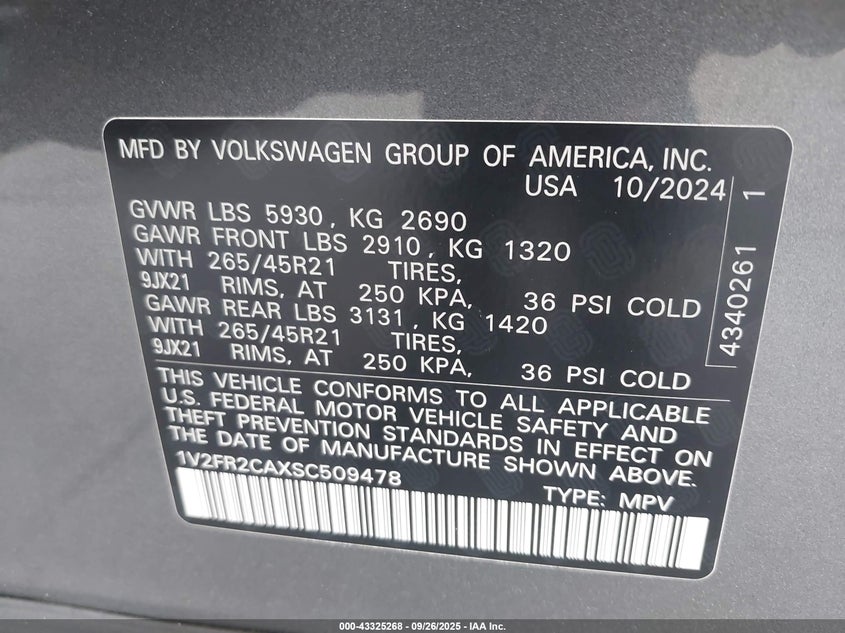 MFD BY VOLKSWAGEN GROUP OF AMERICA, INC.
USA 10/2024
GVWR LBS 5930, KG 2690
GAWR FRONT LBS 2910, KG 1320
WITH 265/45R21 TIRES,
9JX21 RIMS, AT 250 KPA, 36 PSI COLD
GAWR REAR LBS 3131, KG 1420
WITH 265/45R21 TIRES,
9JX21 RIMS, AT 250 KPA, 36 PSI COLD
THIS VEHICLE CONFORMS TO ALL APPLICABLE
U.S. FEDERAL MOTOR VEHICLE SAFETY AND
THEFT PREVENTION STANDARDS IN EFFECT ON
THE DATE OF MANUFACTURE SHOWN ABOVE.
1V2FR2CAXSC509478
TYPE: MPV
4340261 1
000-43325268 - 09/26/2025 - IAA Inc.